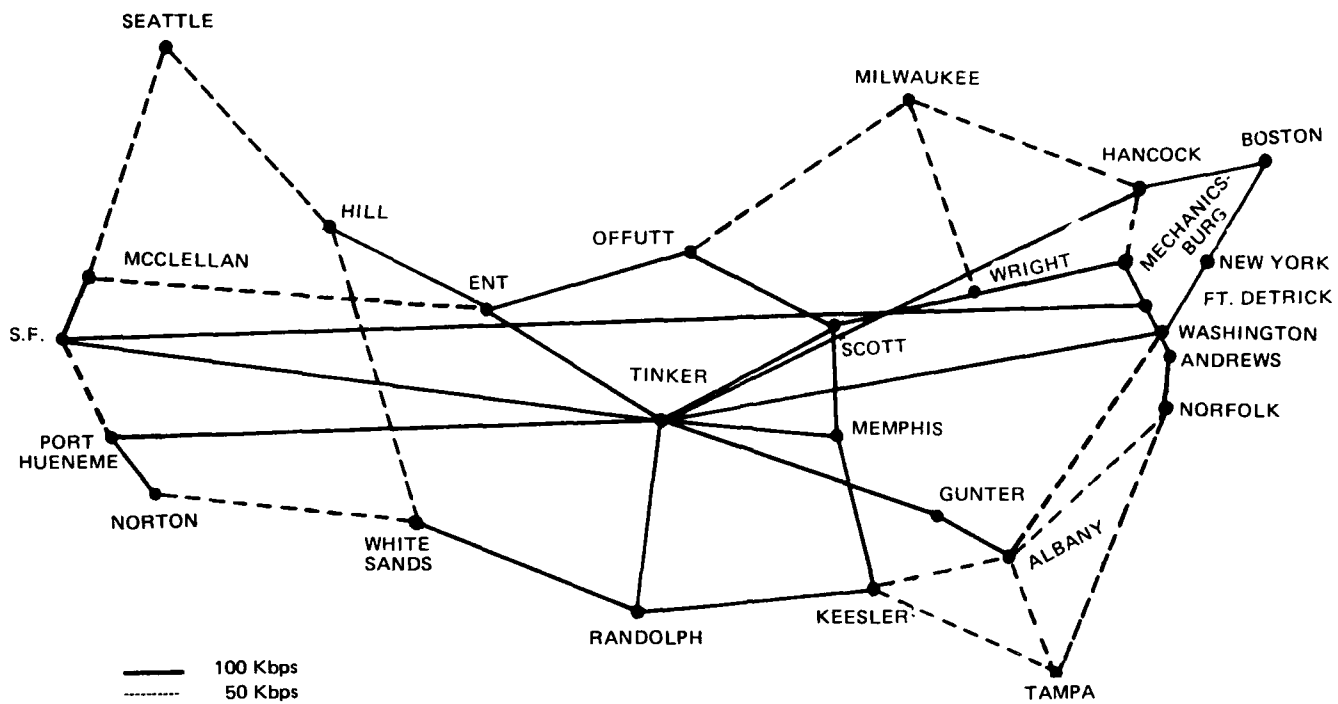 SEATTLE
MILWAUKEE
BOSTON
HANCOCK
MECHANICS-
BURG
HILL
OFFUTT
MCCLELLAN
ENT
WRIGHT
NEW YORK
FT. DETRICK
S.F.
WASHINGTON
SCOTT
ANDREWS
TINKER
NORFOLK
MEMPHIS
PORT
HUENEME
GUNTER
NORTON
WHITE
SANDS
ALBANY
KEESLER
RANDOLPH
TAMPA
100 Kbps
50 Kbps